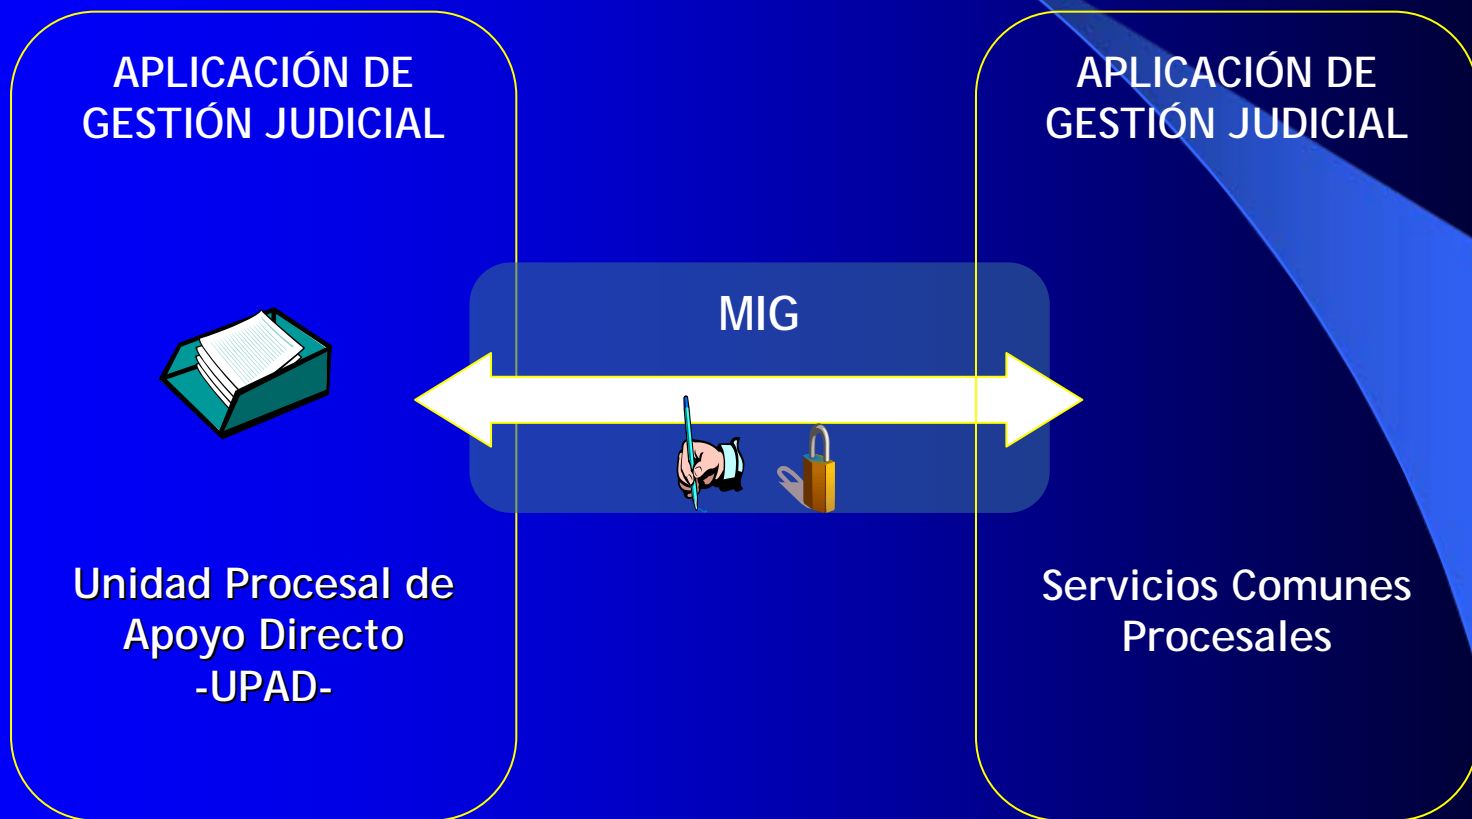 APLICACIÓN DE
GESTIÓN JUDICIAL
Unidad Procesal de
Apoyo Directo
-UPAD-
MIG
APLICACIÓN DE
GESTIÓN JUDICIAL
Servicios Comunes
Procesales